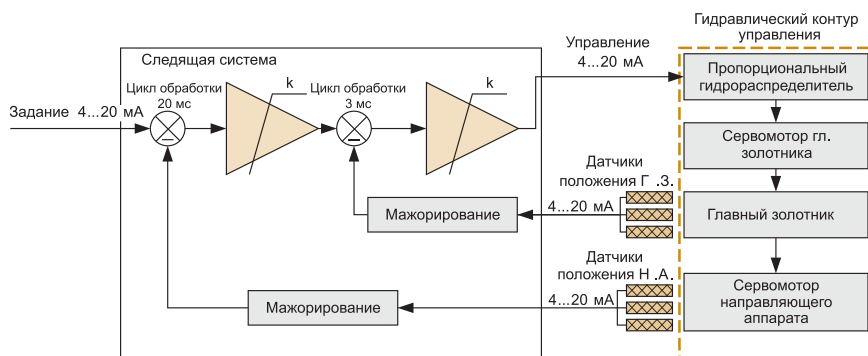 Гидравлический контур
управления
Управление
4...20 мА
Следящая система
Цикл обработки
20 мс
k
Цикл обработки
3 мс
k
Задание 4...20 мА
Пропорциональный
гидрораспределитель
Сервомотор гл.
золотника
Датчики
положения Г .З.
4...20 мА
Мажорирование
Главный золотник
Датчики
положения Н .А.
4...20 мА
Мажорирование
Сервомотор
направляющего
аппарата